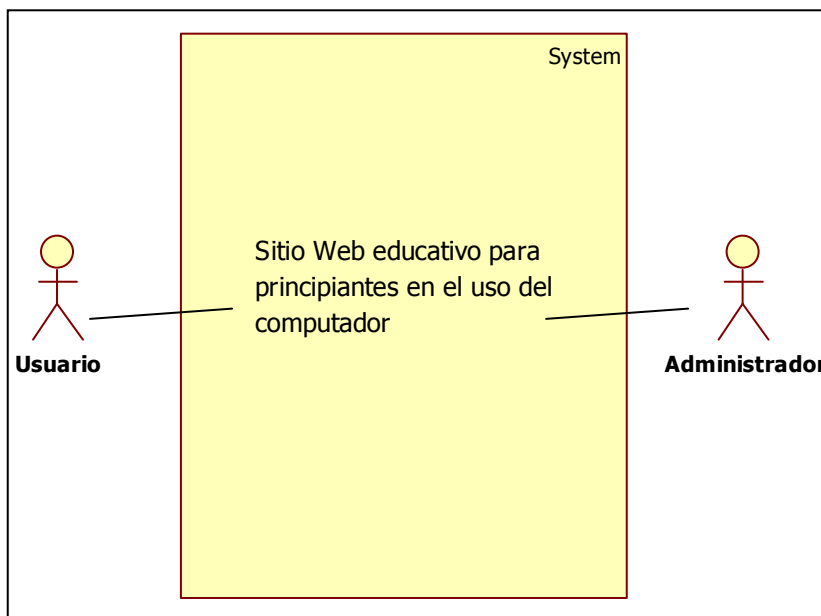 System
Sitio Web educativo para
principiantes en el uso del
computador
Usuario
Administrador